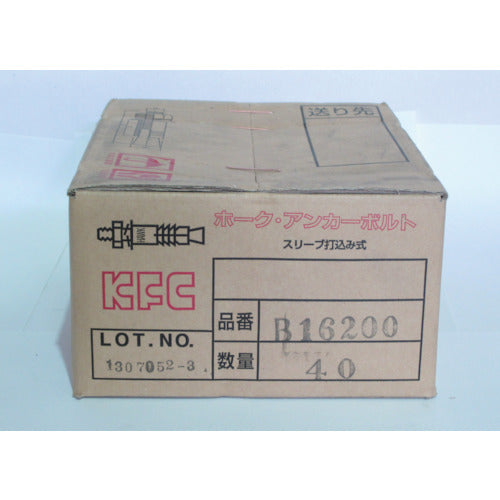 送り先
ホーク・アンカーボルト
スリーブ打込み式
KFC
品番 B16200
LOT.NO.
1307052-3
数量 40